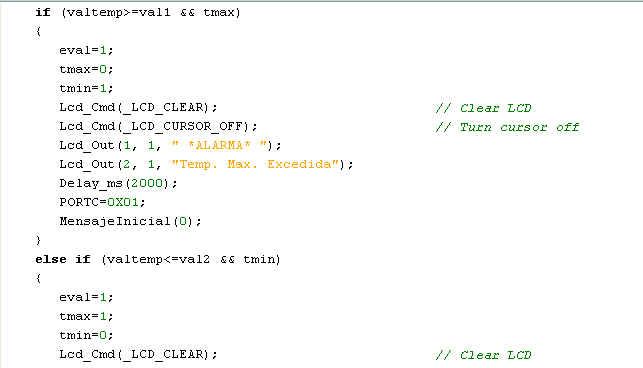 if (valtemp>=val1 && tmax)
{
eval=1;
tmax=0;
tmin=1;
Lcd_Cmd(_LCD_CLEAR); // Clear LCD
Lcd_Cmd(_LCD_CURSOR_OFF); // Turn cursor off
Lcd_Out(1, 1, " *ALARMA* ");
Lcd_Out(2, 1, "Temp. Max. Excedida");
Delay_ms(2000);
PORTC=0X01;
MensajeInicial(0);
}
else if (valtemp<=val2 && tmin)
{
eval=1;
tmax=1;
tmin=0;
Lcd_Cmd(_LCD_CLEAR); // Clear LCD